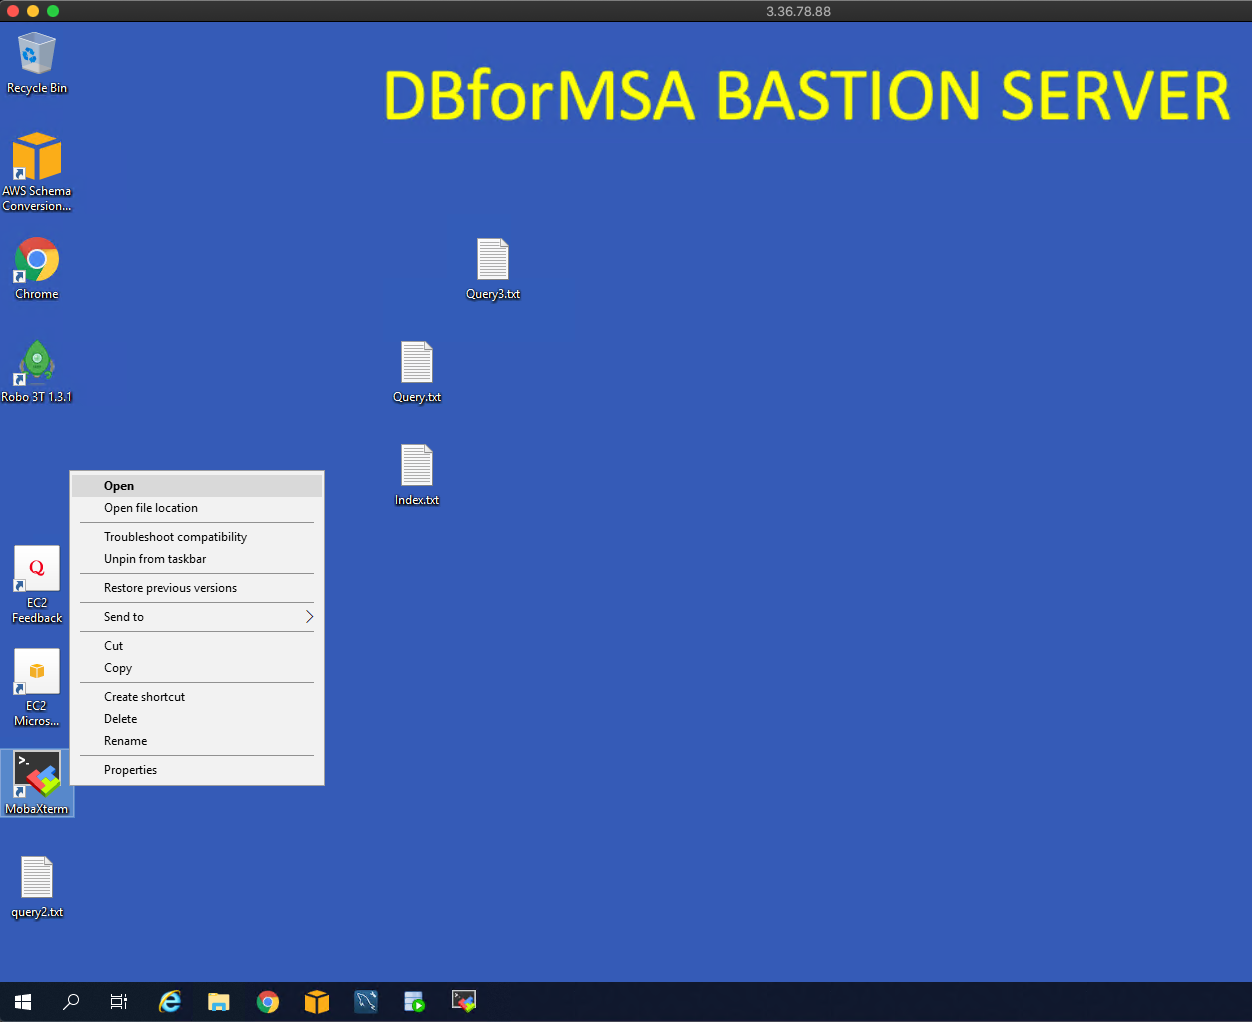 3.36.78.88
DBforMSA BASTION SERVER
Recycle Bin
AWS Schema
Conversion...
Chrome
Robo 3T 1.3.1
Query3.txt
Query.txt
Index.txt
Open
Open file location
Troubleshoot compatibility
Unpin from taskbar
Restore previous versions
Send to
Cut
Copy
Create shortcut
Delete
Rename
Properties
Q
EC2
Feedback
EC2
Micros...
>_
MobaXterm
query2.txt